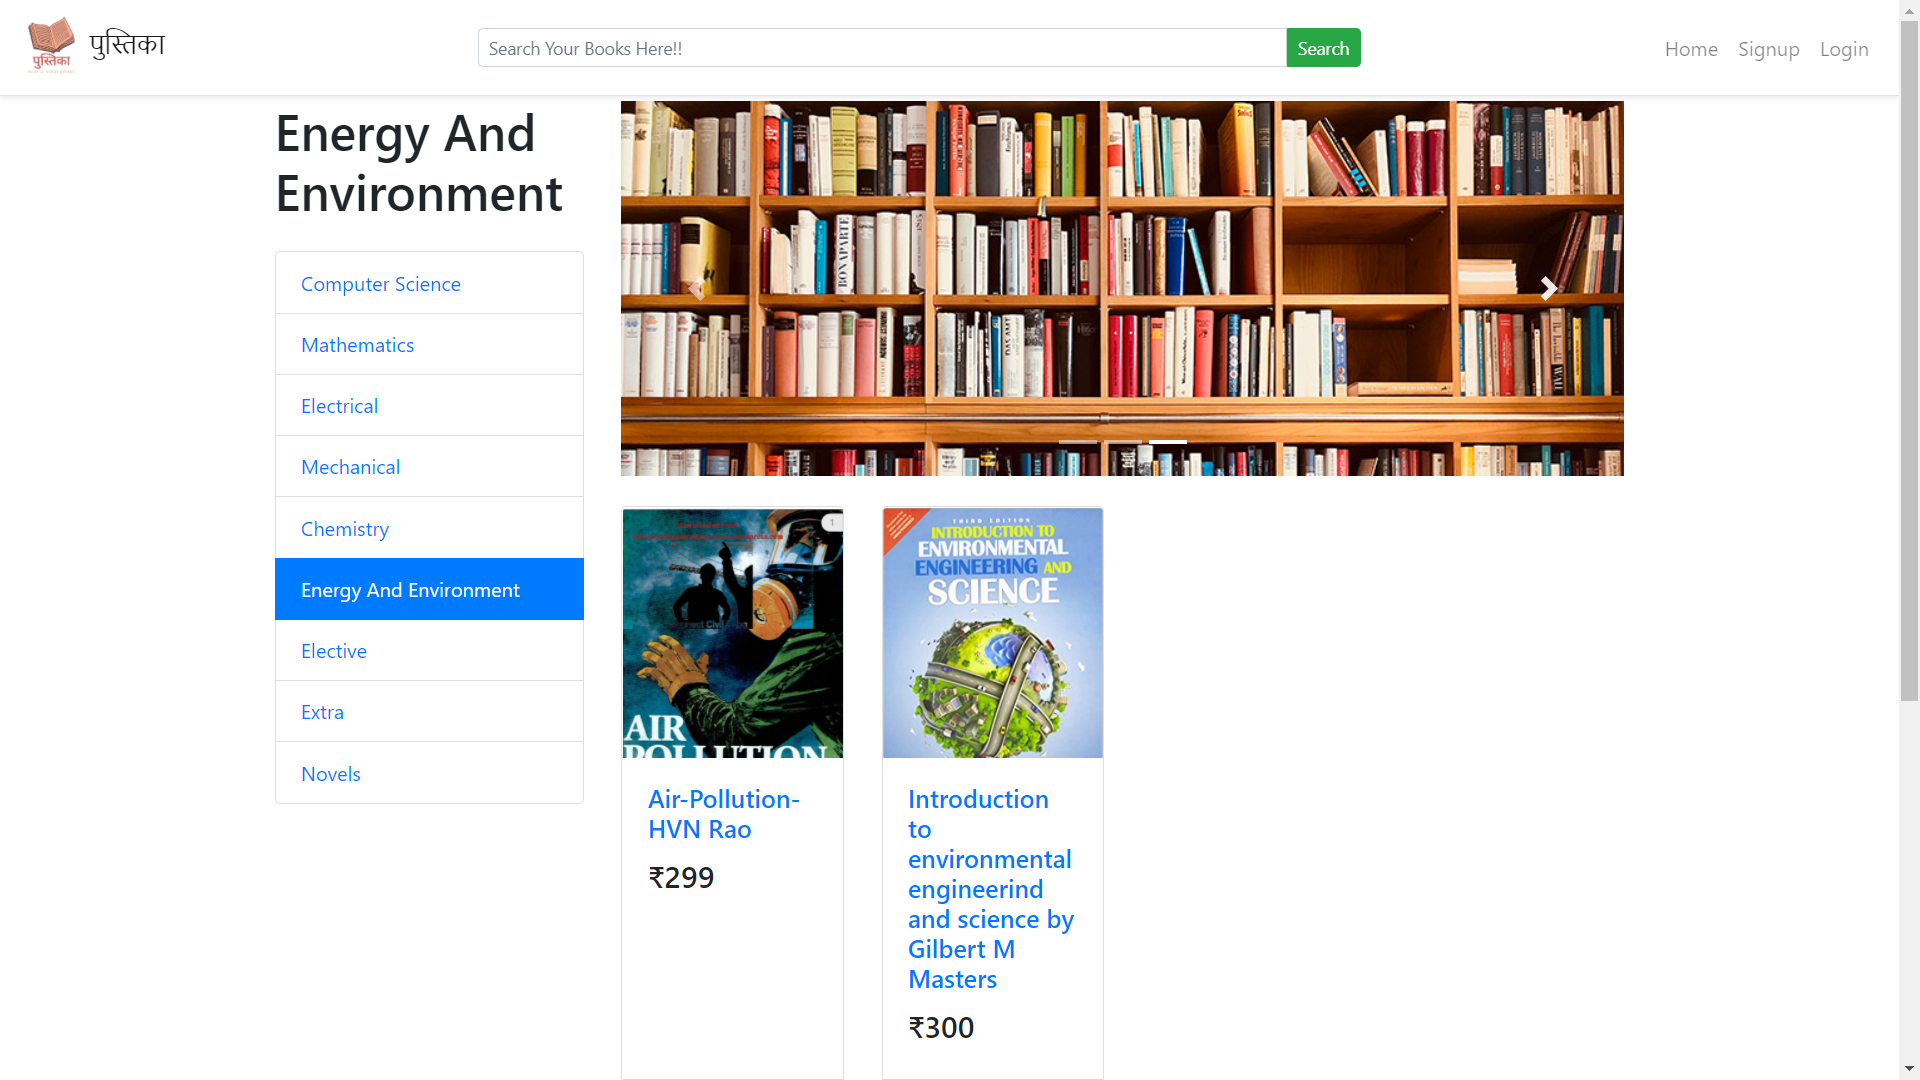 पुस्तिका
पुस्तिका
Search Your Books Here!!
Search
Home Signup Login
Energy And
Environment
Computer Science
Mathematics
Electrical
Mechanical
Chemistry
Energy And Environment
Elective
Extra
Novels
BONAPARTE
1
AIR
POLLUTION
Air-Pollution-
HVN Rao
₹299
THIRD EDITION
INTRODUCTION TO
ENVIRONMENTAL
ENGINEERING AND
SCIENCE
Introduction
to
environmental
engineerind
and science by
Gilbert M
Masters
₹300